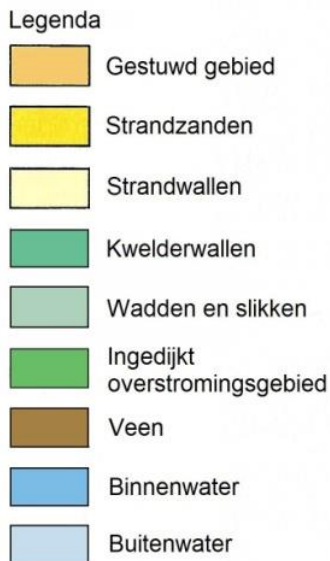 Legenda
Gestuwd gebied
Strandzanden
Strandwallen
Kwelderwallen
Wadden en slikken
Ingedijkt
overstromingsgebied
Veen
Binnenwater
Buitenwater